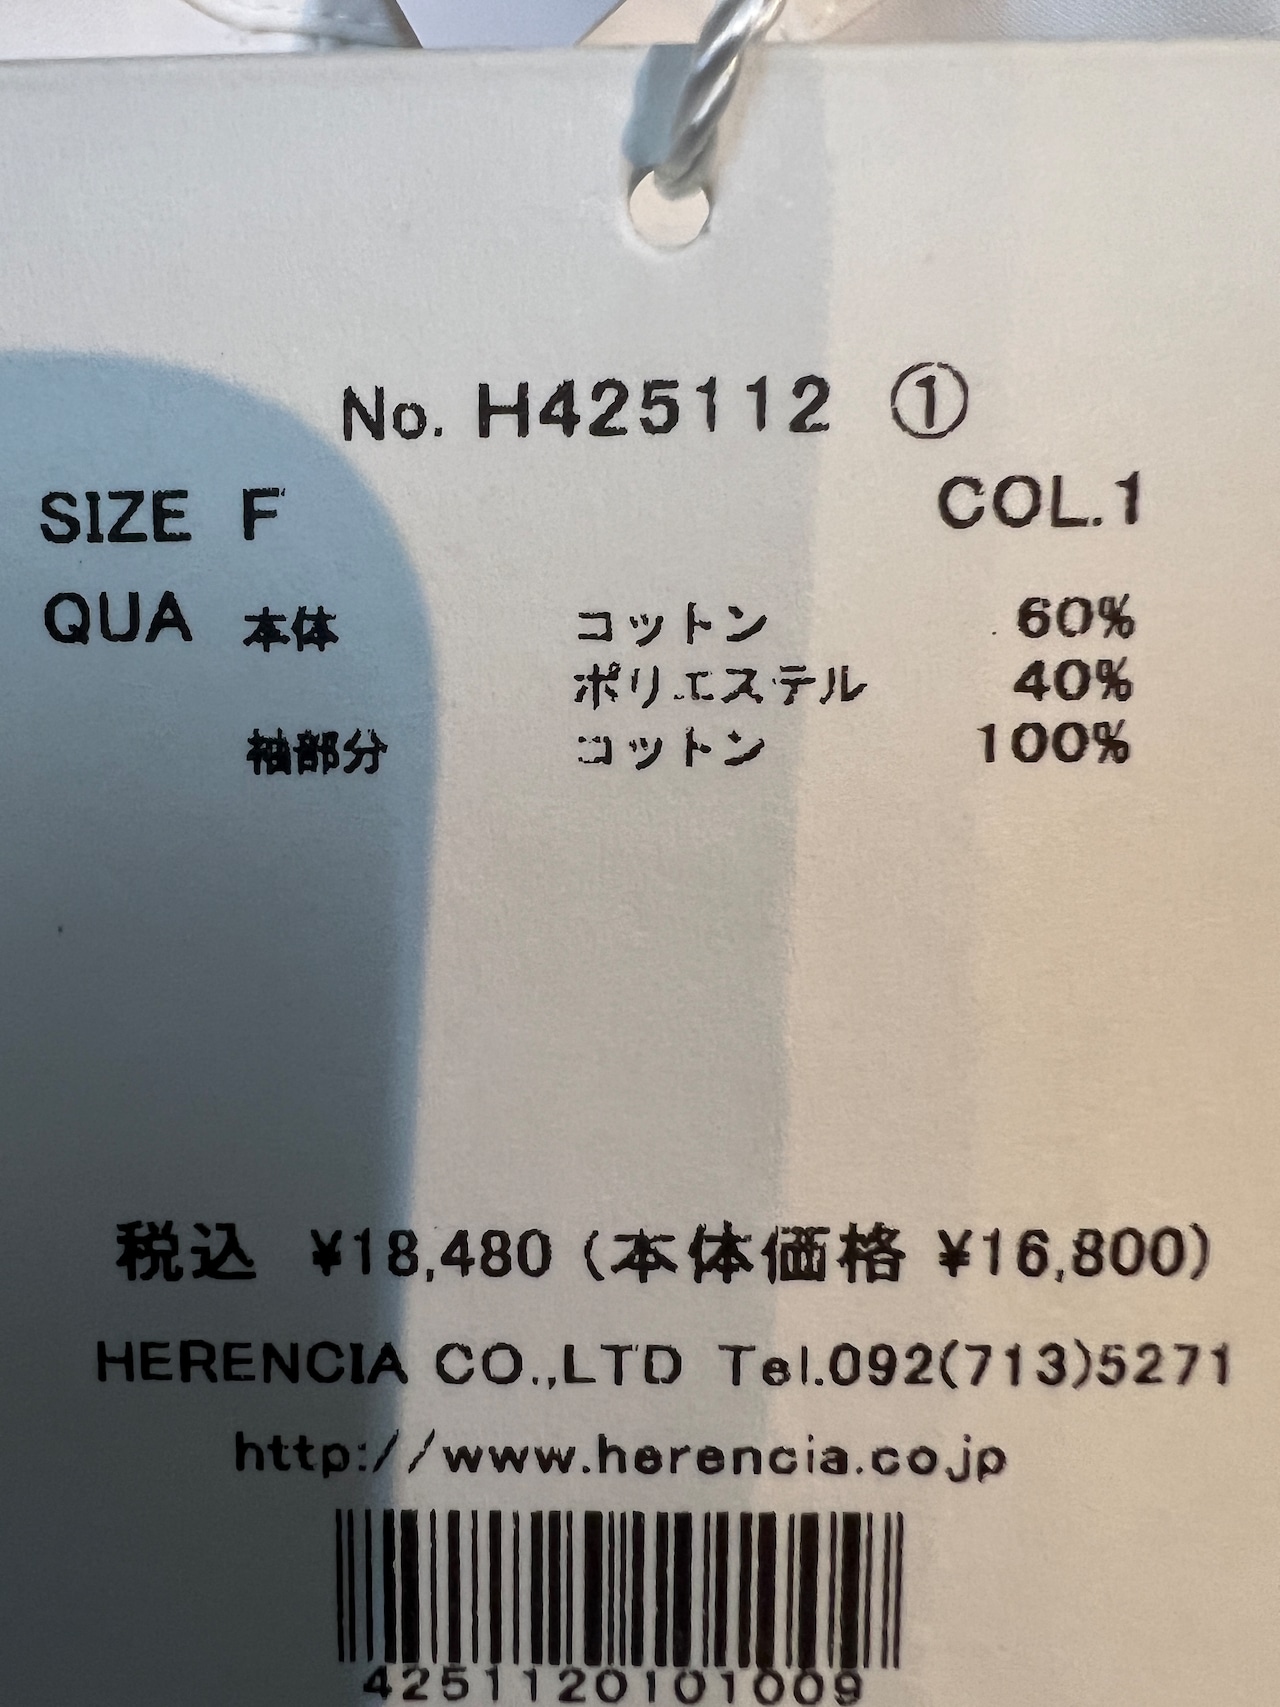 No. H425112 ①
SIZE F COL.1
QUA 本体 コットン 60%
ポリエステル 40%
袖部分 コットン 100%
税込 ¥18,480 (本体価格 ¥16,800)
HERENCIA CO.,LTD Tel.092(713)5271
http://www.herencia.co.jp
4251120101009